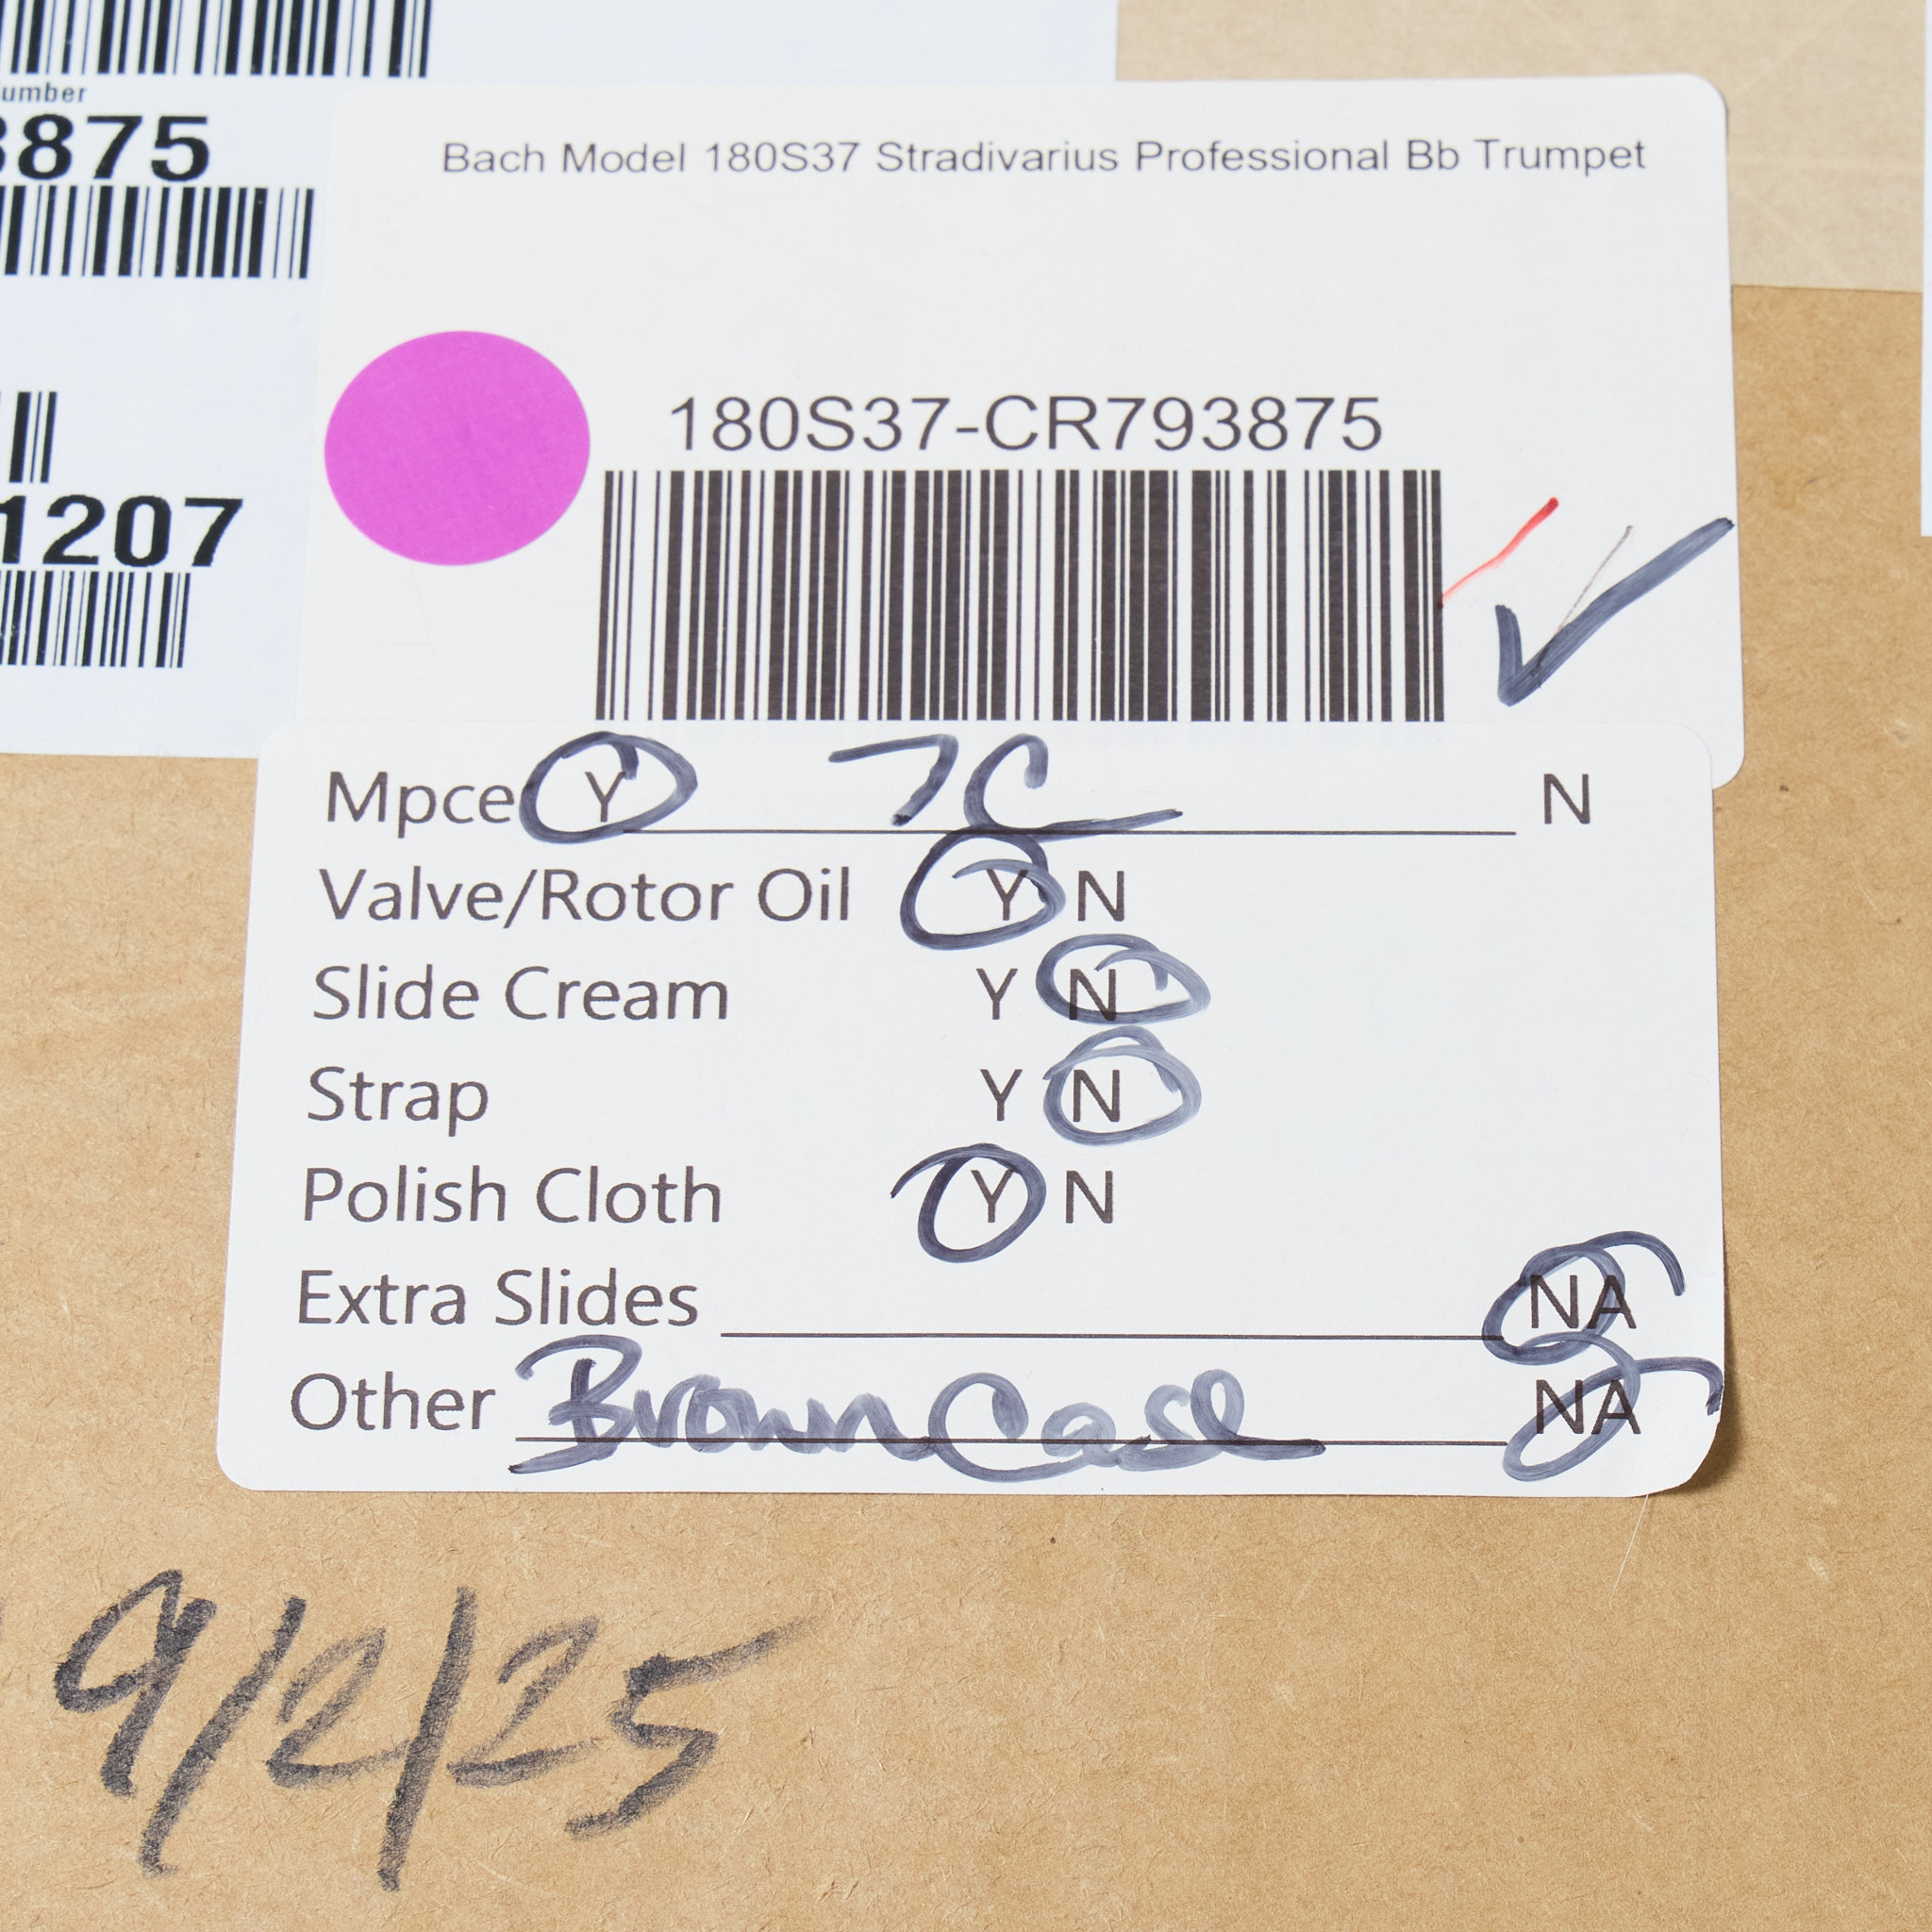 umber
3875
1207
Bach Model 180S37 Stradivarius Professional Bb Trumpet
180S37-CR793875
Mpce Y 7C N
Valve/Rotor Oil Y N
Slide Cream Y N
Strap Y N
Polish Cloth Y N
Extra Slides NA
Other Brown Case NA
9/2/25